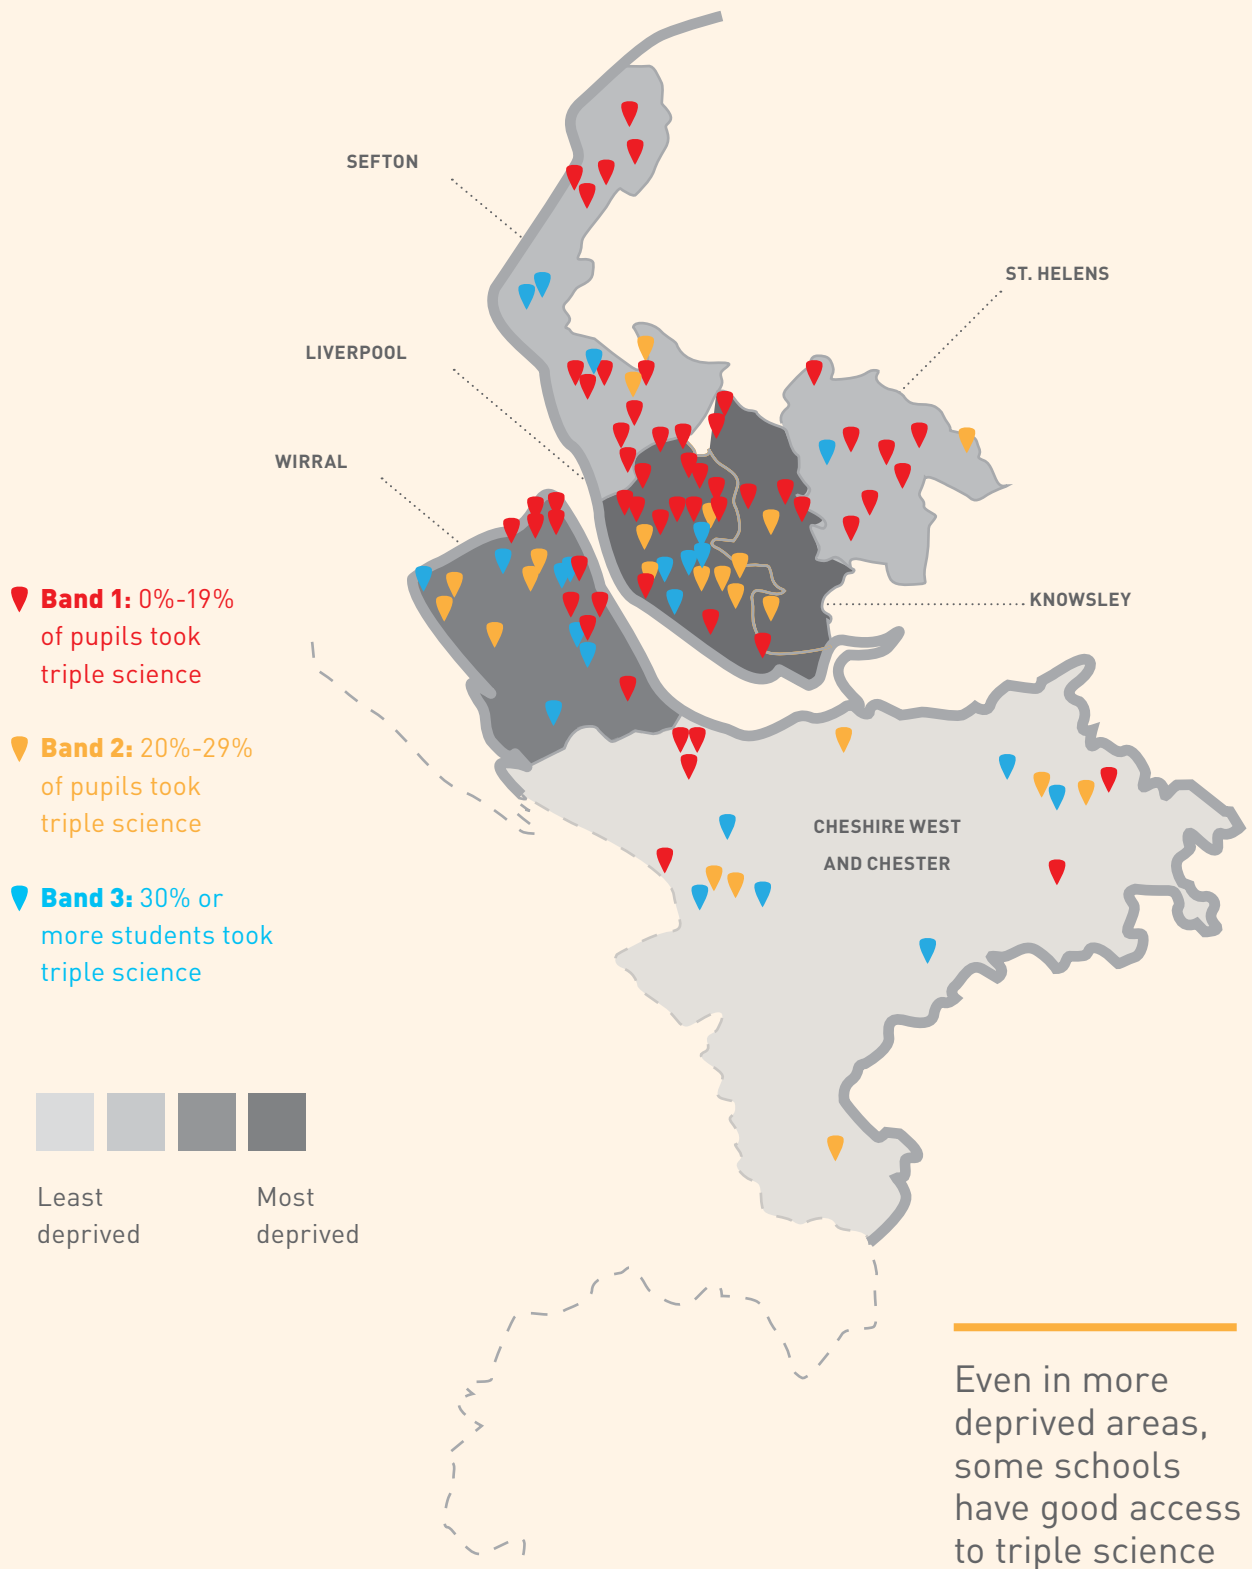 SEFTON
ST. HELENS
LIVERPOOL
WIRRAL
Band 1: 0%-19%
of pupils took
triple science
KNOWSLEY
Band 2: 20%-29%
of pupils took
triple science
CHESHIRE WEST
AND CHESTER
Band 3: 30% or
more students took
triple science
Least
deprived
Most
deprived
Even in more
deprived areas,
some schools
have good access
to triple science